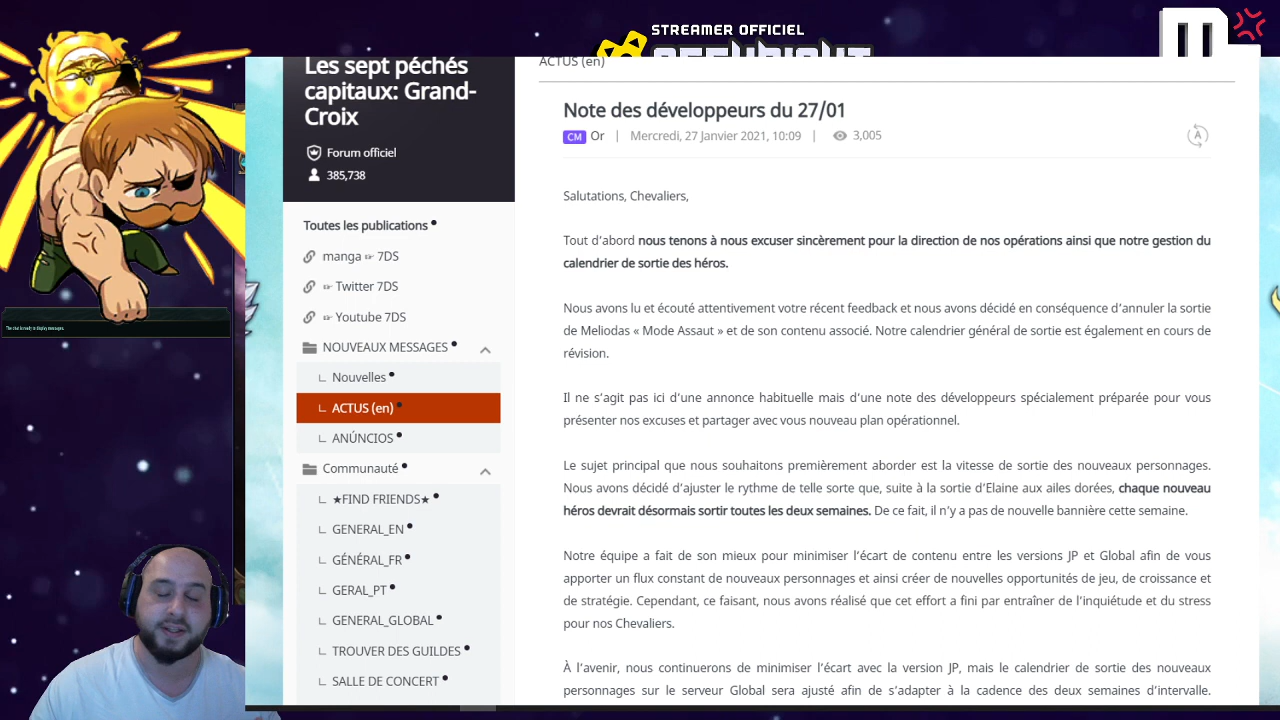 STREAMER OFFICIEL
Les sept péchés
capitaux: Grand-
Croix
Forum officiel
385,738
Toutes les publications
manga ☞ 7DS
☞ Twitter 7DS
☞ Youtube 7DS
NOUVEAUX MESSAGES
Nouvelles
ACTUS (en)
ANÚNCIOS
Communauté
★FIND FRIENDS★
GENERAL_EN
GÉNÉRAL_FR
GERAL_PT
GENERAL_GLOBAL
TROUVER DES GUILDES
SALLE DE CONCERT
The chat is ready to display messages.
ACTUS (en)
Note des développeurs du 27/01
CM Or | Mercredi, 27 Janvier 2021, 10:09 | 3,005
A
Salutations, Chevaliers,
Tout d’abord nous tenons à nous excuser sincèrement pour la direction de nos opérations ainsi que notre gestion du
calendrier de sortie des héros.
Nous avons lu et écouté attentivement votre récent feedback et nous avons décidé en conséquence d’annuler la sortie
de Meliodas « Mode Assaut » et de son contenu associé. Notre calendrier général de sortie est également en cours de
révision.
Il ne s’agit pas ici d’une annonce habituelle mais d’une note des développeurs spécialement préparée pour vous
présenter nos excuses et partager avec vous nouveau plan opérationnel.
Le sujet principal que nous souhaitons premièrement aborder est la vitesse de sortie des nouveaux personnages.
Nous avons décidé d’ajuster le rythme de telle sorte que, suite à la sortie d’Elaine aux ailes dorées, chaque nouveau
héros devrait désormais sortir toutes les deux semaines. De ce fait, il n’y a pas de nouvelle bannière cette semaine.
Notre équipe a fait de son mieux pour minimiser l’écart de contenu entre les versions JP et Global afin de vous
apporter un flux constant de nouveaux personnages et ainsi créer de nouvelles opportunités de jeu, de croissance et
de stratégie. Cependant, ce faisant, nous avons réalisé que cet effort a fini par entraîner de l’inquiétude et du stress
pour nos Chevaliers.
À l’avenir, nous continuerons de minimiser l’écart avec la version JP, mais le calendrier de sortie des nouveaux
personnages sur le serveur Global sera ajusté afin de s’adapter à la cadence des deux semaines d’intervalle.